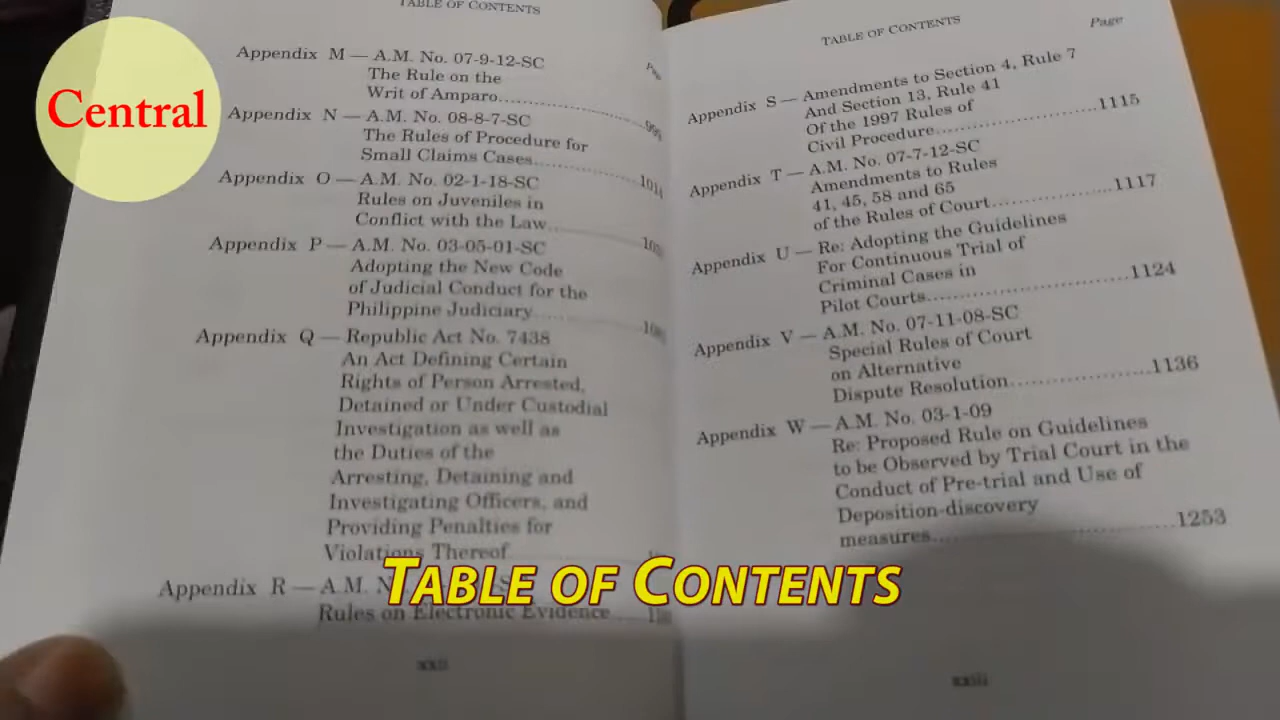 Central
TABLE OF CONTENTS
Appendix M — A.M. No. 07-9-12-SC
The Rule on the
Writ of Amparo
Appendix N — A.M. No. 08-8-7-SC
The Rules of Procedure for
Small Claims Cases
Appendix O — A.M. No. 02-1-18-SC
Rules on Juveniles in
Conflict with the Law
Appendix P — A.M. No. 03-05-01-SC
Adopting the New Code
of Judicial Conduct for the
Philippine Judiciary
Appendix Q — Republic Act No. 7438
An Act Defining Certain
Rights of Person Arrested,
Detained or Under Custodial
Investigation as well as
the Duties of the
Arresting, Detaining and
Investigating Officers, and
Providing Penalties for
Violations Thereof
Appendix R — A.M.
Rules on Electronic Evidence
xxii
TABLE OF CONTENTS
Page
Appendix S — Amendments to Section 4, Rule 7
And Section 13, Rule 41
Of the 1997 Rules of
Civil Procedure 1115
Appendix T — A.M. No. 07-7-12-SC
Amendments to Rules
41, 45, 58 and 65
of the Rules of Court 1117
Appendix U — Re: Adopting the Guidelines
For Continuous Trial of
Criminal Cases in
Pilot Courts 1124
Appendix V — A.M. No. 07-11-08-SC
Special Rules of Court
on Alternative
Dispute Resolution 1136
Appendix W — A.M. No. 03-1-09
Re: Proposed Rule on Guidelines
to be Observed by Trial Court in the
Conduct of Pre-trial and Use of
Deposition-discovery
measures 1253
xxiii
TABLE OF CONTENTS